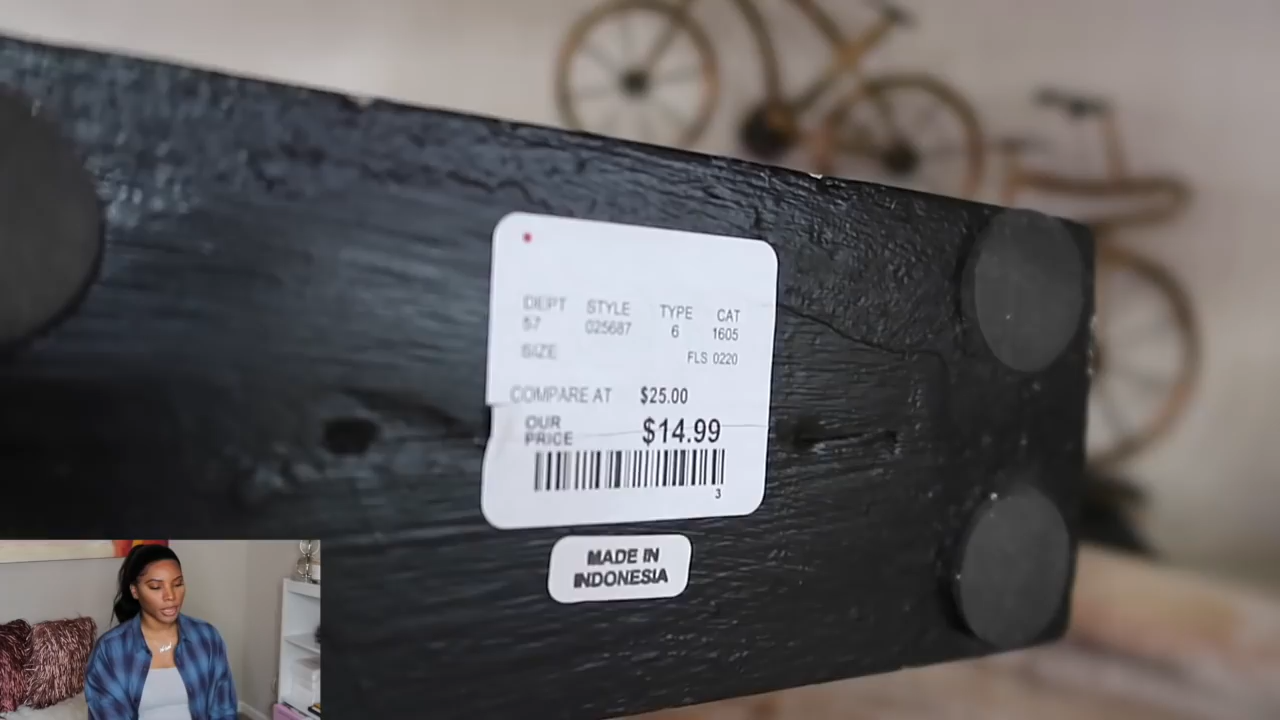 DEPT STYLE TYPE CAT
57 025687 6 1605
SIZE FLS 0220
COMPARE AT $25.00
OUR PRICE $14.99
3
MADE IN
INDONESIA